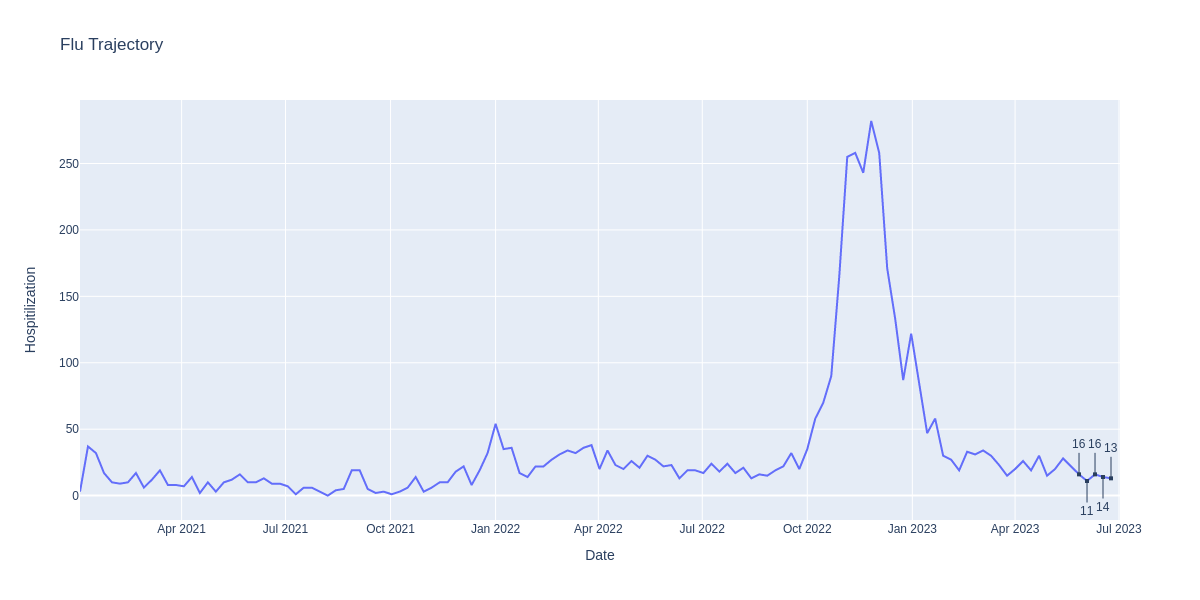 Flu Trajectory
Hospitilization
250
200
150
100
50
0
16 16 13
11 14
Apr 2021 Jul 2021 Oct 2021 Jan 2022 Apr 2022 Jul 2022 Oct 2022 Jan 2023 Apr 2023 Jul 2023
Date